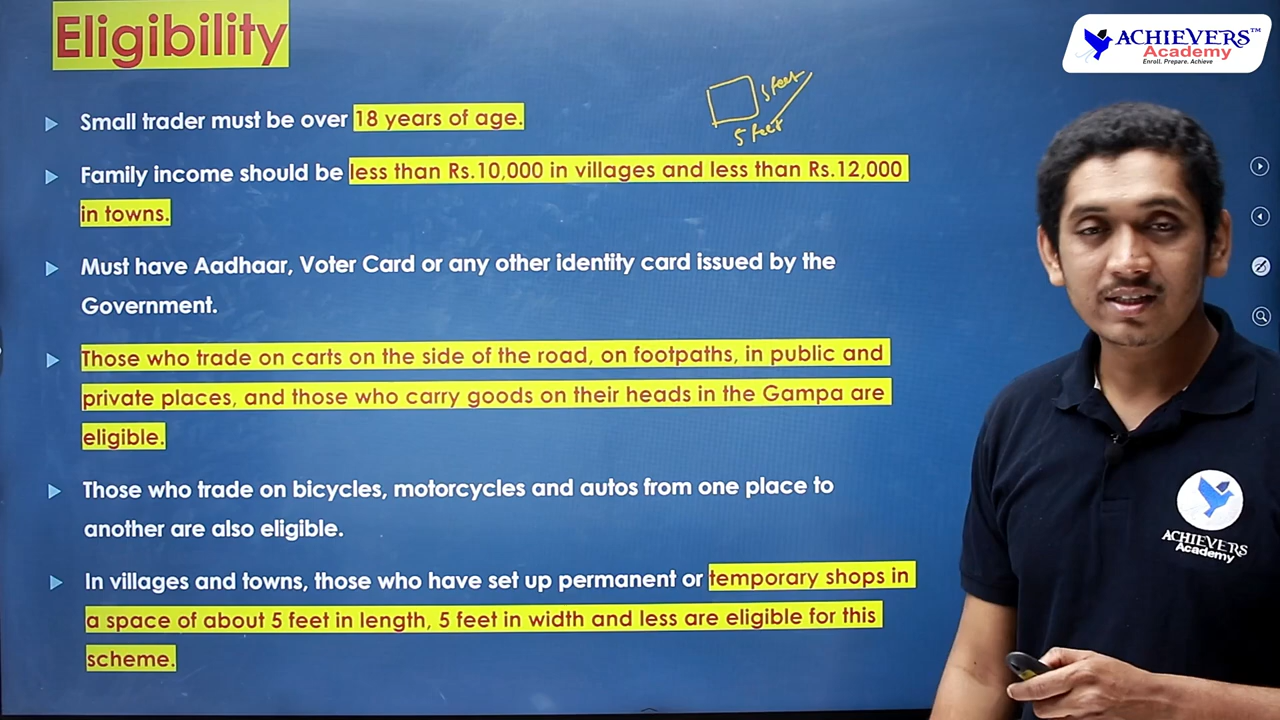 Eligibility
ACHIEVERS™
Academy
Enroll. Prepare. Achieve
5 feet
5 feet
Small trader must be over 18 years of age.
Family income should be less than Rs.10,000 in villages and less than Rs.12,000
in towns.
Must have Aadhaar, Voter Card or any other identity card issued by the
Government.
Those who trade on carts on the side of the road, on footpaths, in public and
private places, and those who carry goods on their heads in the Gampa are
eligible.
Those who trade on bicycles, motorcycles and autos from one place to
another are also eligible.
In villages and towns, those who have set up permanent or temporary shops in
a space of about 5 feet in length, 5 feet in width and less are eligible for this
scheme.
ACHIEVERS
Academy